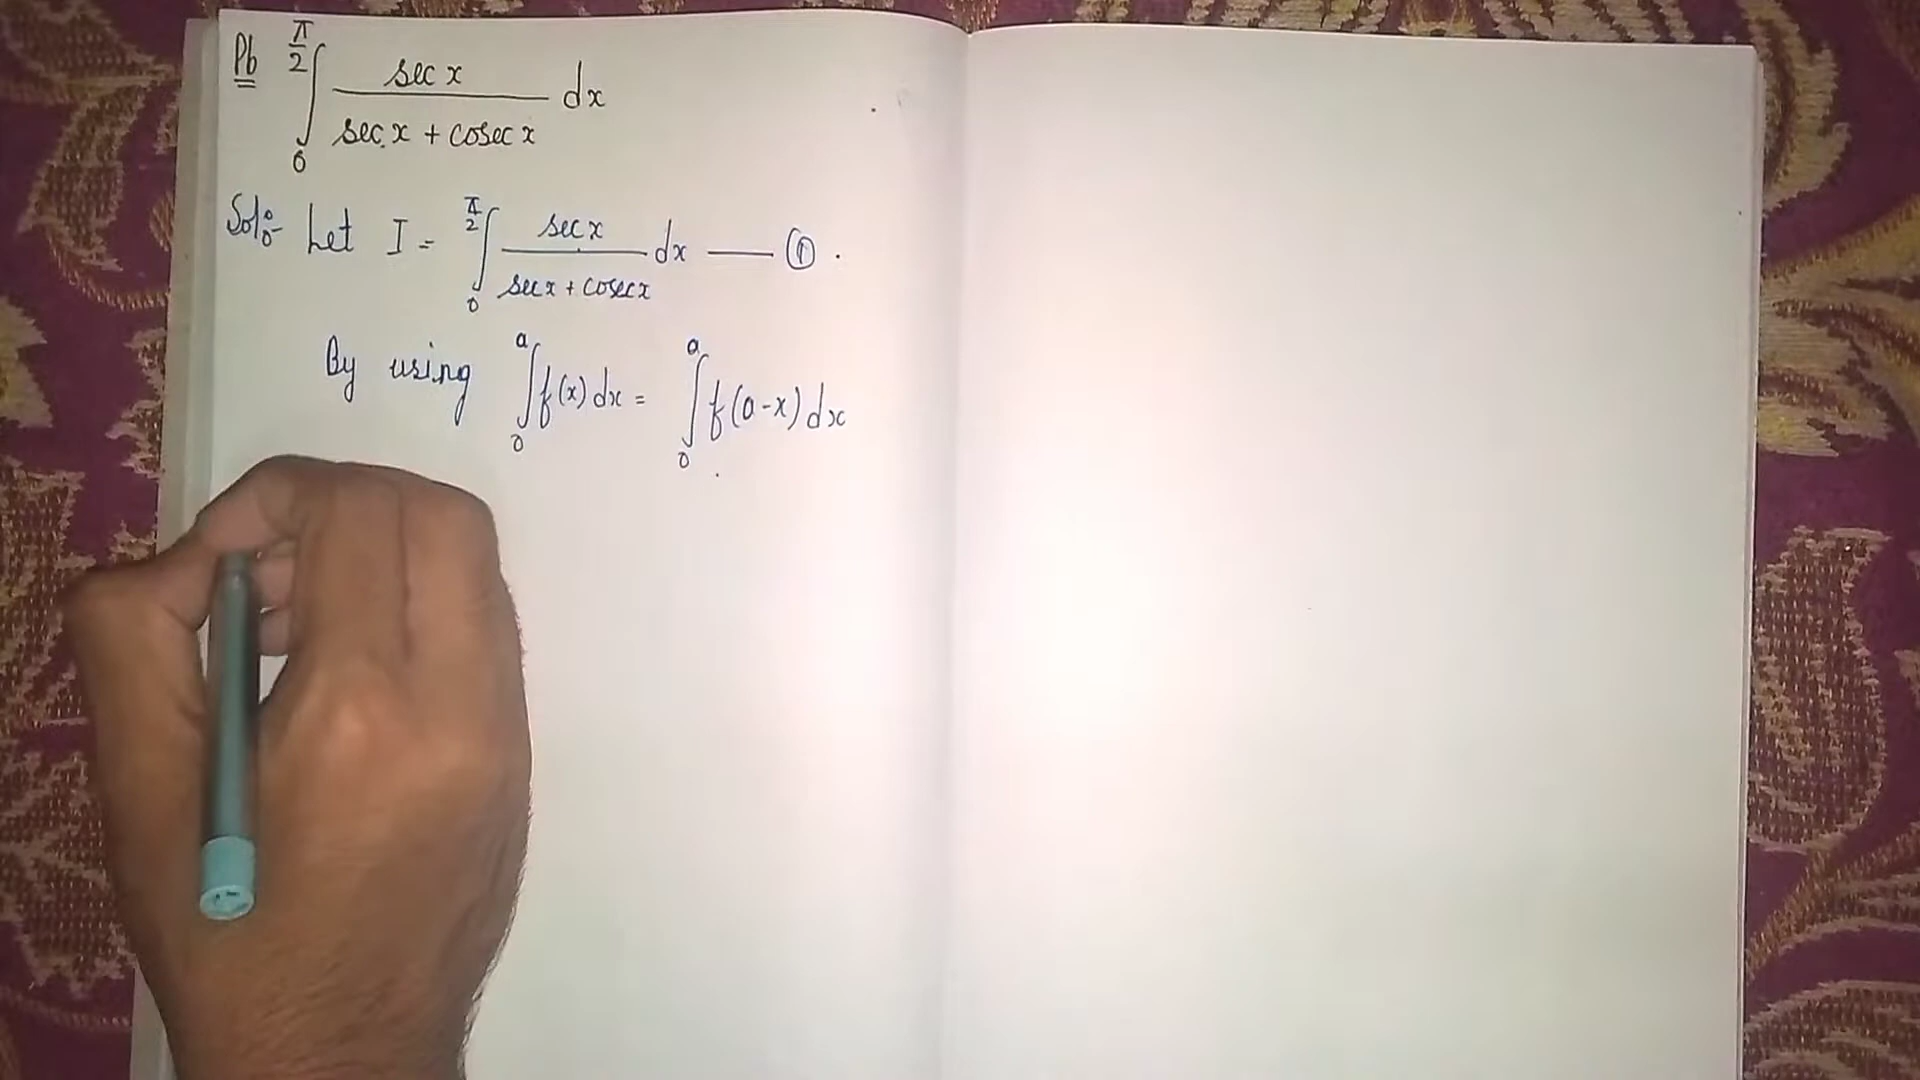 Pb ∫₀^{π/2} sec x / (sec x + cosec x) dx
Sol:- Let I = ∫₀^{π/2} sec x / (sec x + cosec x) dx —— ①.
By using ∫₀^a f(x) dx = ∫₀^a f(a-x) dx